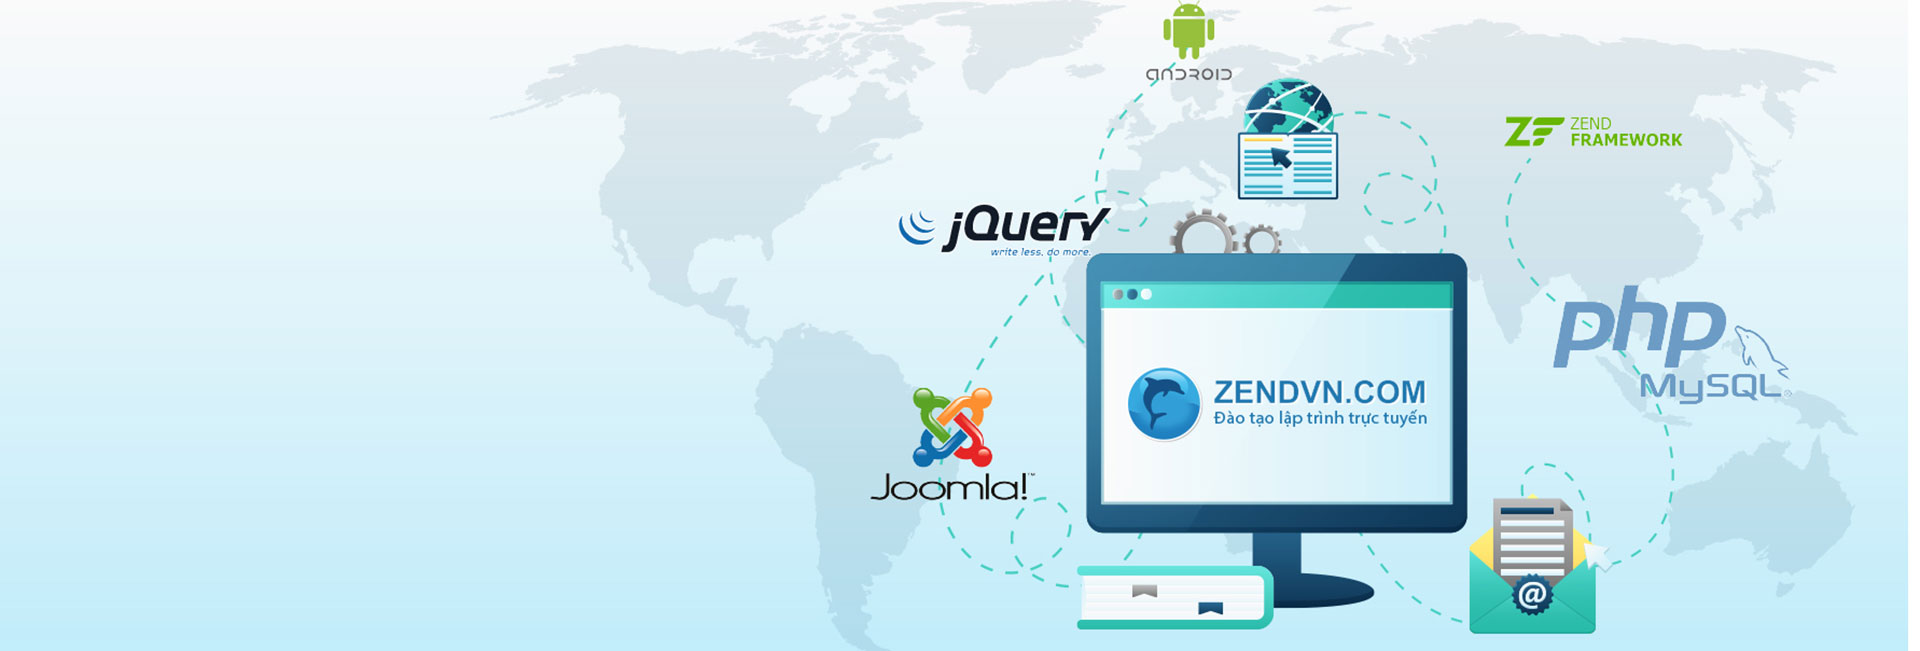 ANDROID
ZEND
FRAMEWORK
jQuery
write less, do more.
php
MySQL
ZENDVN.COM
Đào tạo lập trình trực tuyến
Joomla!™
@